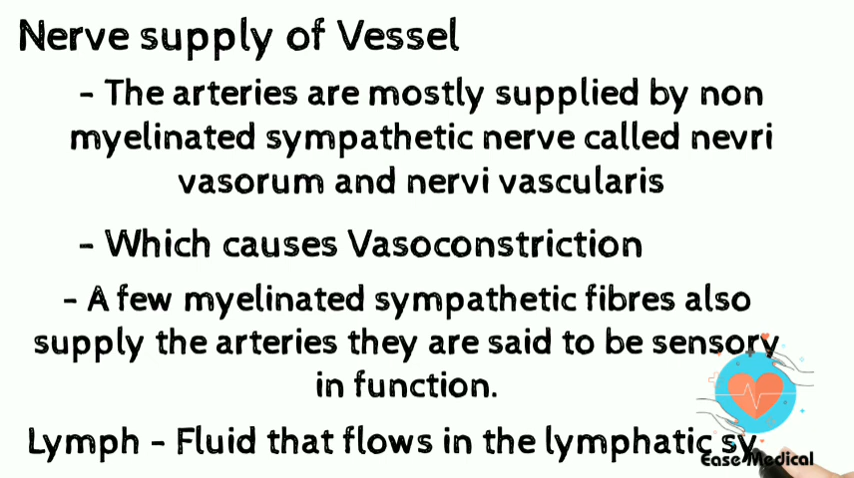 Nerve supply of Vessel
- The arteries are mostly supplied by non
myelinated sympathetic nerve called nevri
vasorum and nervi vascularis
- Which causes Vasoconstriction
- A few myelinated sympathetic fibres also
supply the arteries they are said to be sensory
in function.
Lymph - Fluid that flows in the lymphatic sy
Ease Medical